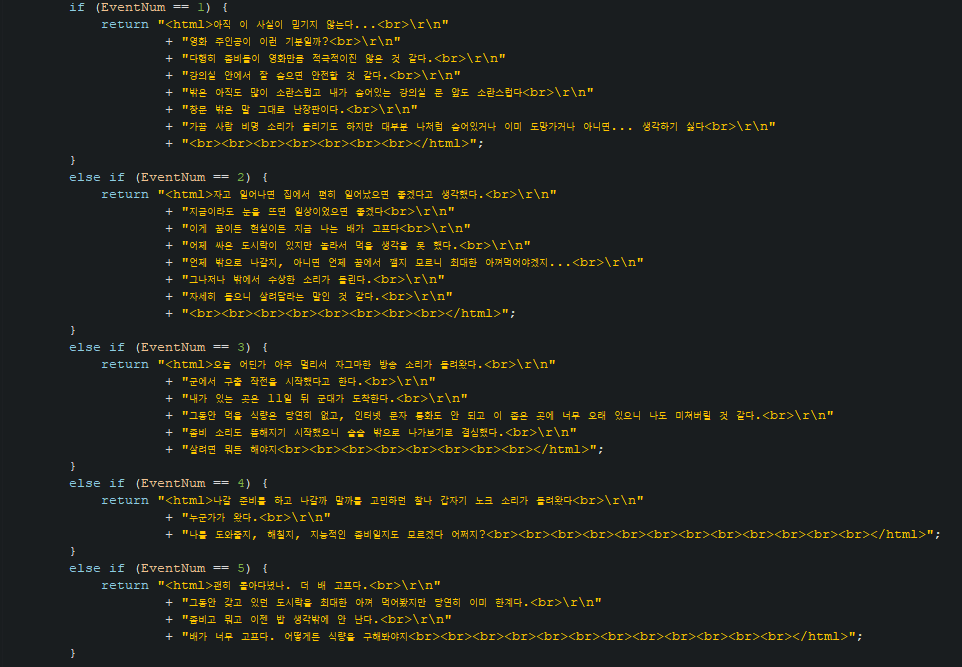 if (EventNum == 1) {
return "<html>아직 이 사실이 믿기지 않는다...<br>\r\n"
+ "영화 주인공이 이런 기분일까?<br>\r\n"
+ "다행히 좀비들이 영화만큼 적극적이진 않은 것 같다.<br>\r\n"
+ "강의실 안에서 잘 숨으면 안전할 것 같다.<br>\r\n"
+ "밖은 아직도 많이 소란스럽고 내가 숨어있는 강의실 문 앞도 소란스럽다<br>\r\n"
+ "창문 밖은 말 그대로 난장판이다.<br>\r\n"
+ "가끔 사람 비명 소리가 들리기도 하지만 대부분 나처럼 숨어있거나 이미 도망가거나 아니면... 생각하기 싫다<br>\r\n"
+ "<br><br><br><br><br><br><br></html>";
}
else if (EventNum == 2) {
return "<html>자고 일어나면 집에서 편히 일어났으면 좋겠다고 생각했다.<br>\r\n"
+ "지금이라도 눈을 뜨면 일상이었으면 좋겠다<br>\r\n"
+ "이게 꿈이든 현실이든 지금 나는 배가 고프다<br>\r\n"
+ "어제 싸온 도시락이 있지만 놀라서 먹을 생각을 못 했다.<br>\r\n"
+ "언제 밖으로 나갈지, 아니면 언제 꿈에서 깰지 모르니 최대한 아껴먹어야겠지...<br>\r\n"
+ "그나저나 밖에서 수상한 소리가 들린다.<br>\r\n"
+ "자세히 들으니 살려달라는 말인 것 같다.<br>\r\n"
+ "<br><br><br><br><br><br><br><br></html>";
}
else if (EventNum == 3) {
return "<html>오늘 어딘가 아주 멀리서 자그마한 방송 소리가 들려왔다.<br>\r\n"
+ "군에서 구출 작전을 시작했다고 한다.<br>\r\n"
+ "내가 있는 곳은 11일 뒤 군대가 도착한다.<br>\r\n"
+ "그동안 먹을 식량은 당연히 없고, 인터넷 문자 통화도 안 되고 이 좁은 곳에 너무 오래 있으니 나도 미쳐버릴 것 같다.<br>\r\n"
+ "좀비 소리도 뜸해지기 시작했으니 슬슬 밖으로 나가보기로 결심했다.<br>\r\n"
+ "살려면 뭐든 해야지<br><br><br><br><br><br><br><br></html>";
}
else if (EventNum == 4) {
return "<html>나갈 준비를 하고 나갈까 말까를 고민하던 찰나 갑자기 노크 소리가 들려왔다<br>\r\n"
+ "누군가가 왔다.<br>\r\n"
+ "나를 도와줄지, 해칠지, 지능적인 좀비일지도 모르겠다 어쩌지?<br><br><br><br><br><br><br><br><br><br><br><br></html>";
}
else if (EventNum == 5) {
return "<html>괜히 돌아다녔나. 더 배 고프다.<br>\r\n"
+ "그동안 갖고 있던 도시락을 최대한 아껴 먹어봤지만 당연히 이미 한계다.<br>\r\n"
+ "좀비고 뭐고 이젠 밥 생각밖에 안 난다.<br>\r\n"
+ "배가 너무 고프다. 어떻게든 식량을 구해봐야지<br><br><br><br><br><br><br><br><br><br><br><br></html>";
}